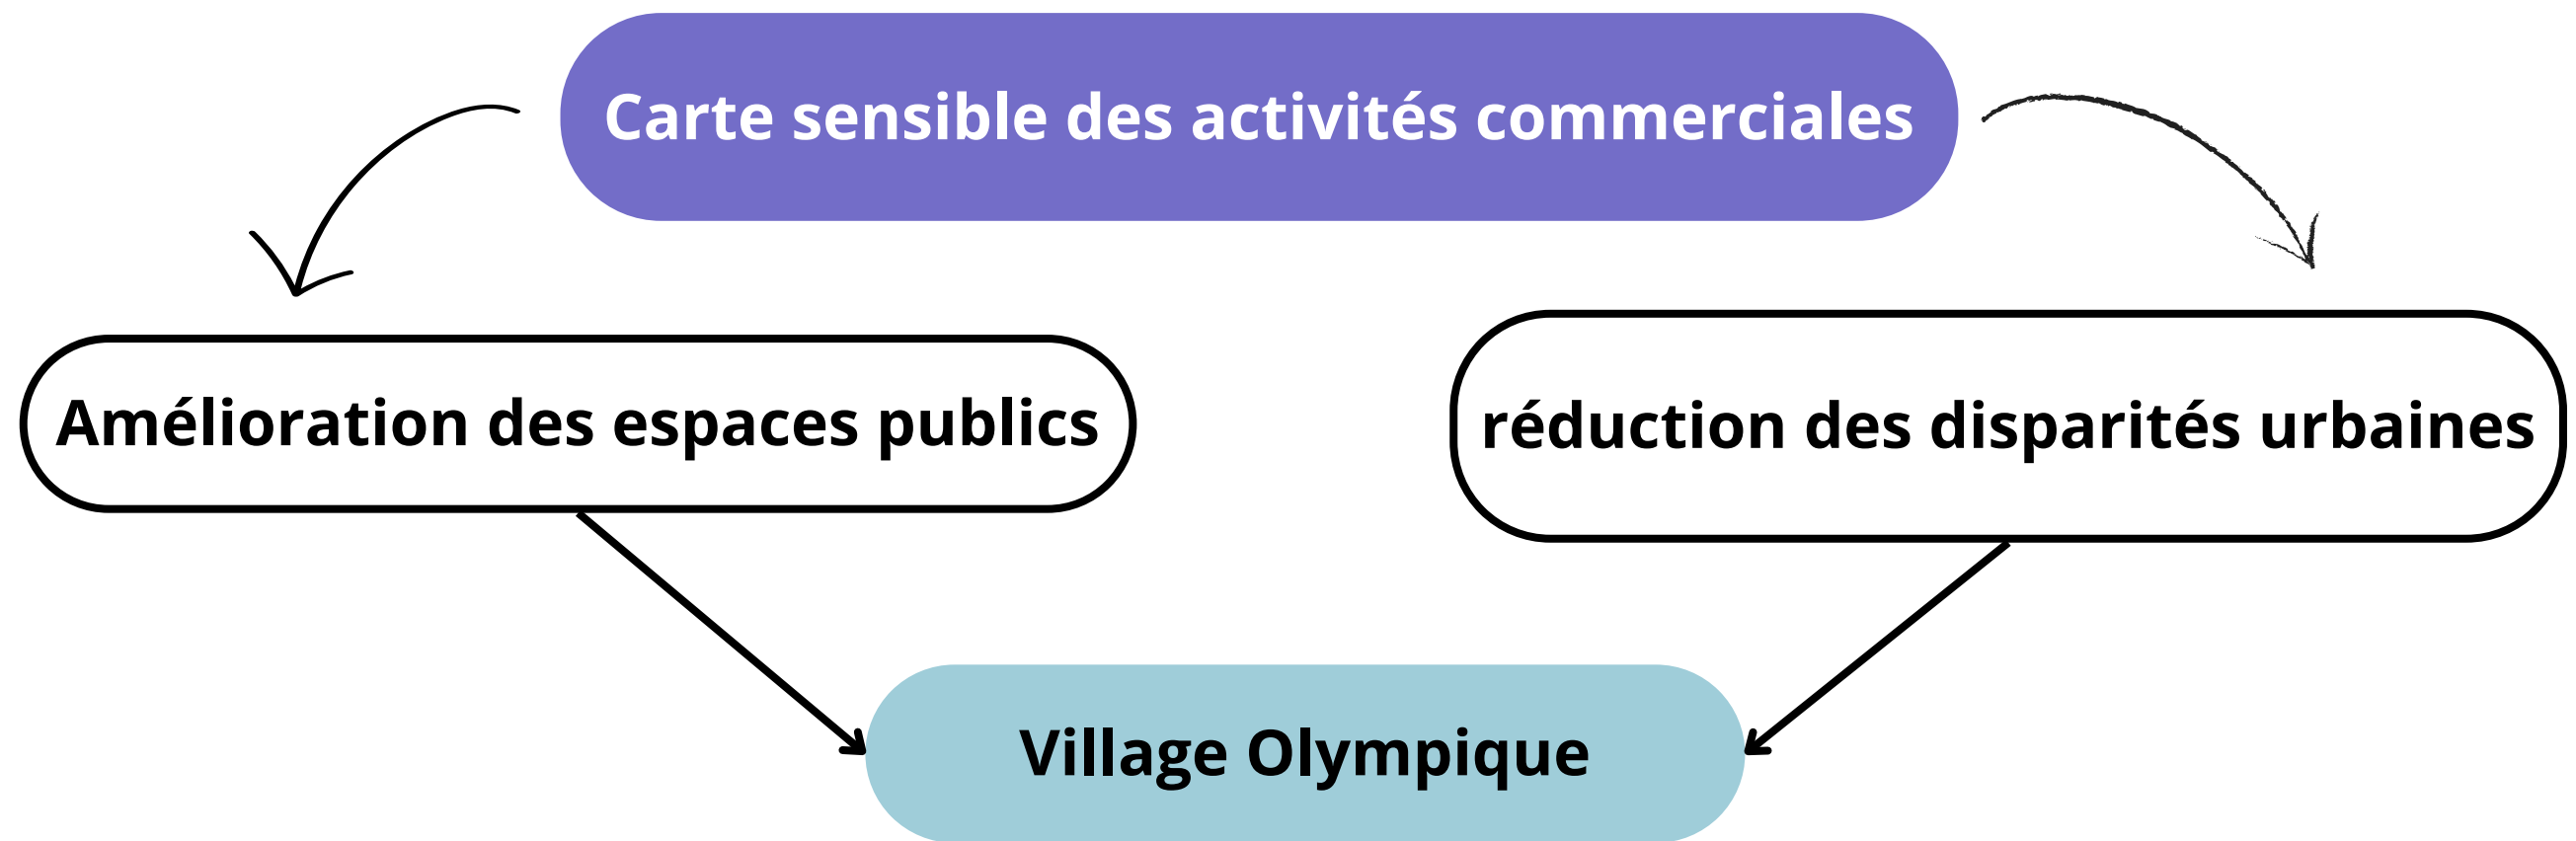 Carte sensible des activités commerciales
Amélioration des espaces publics
réduction des disparités urbaines
Village Olympique